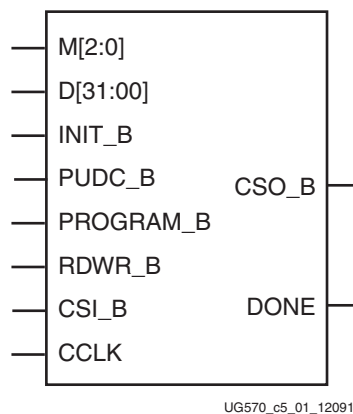 M[2:0]
D[31:00]
INIT_B
PUDC_B
CSO_B
PROGRAM_B
RDWR_B
CSI_B
DONE
CCLK
UG570_c5_01_12091